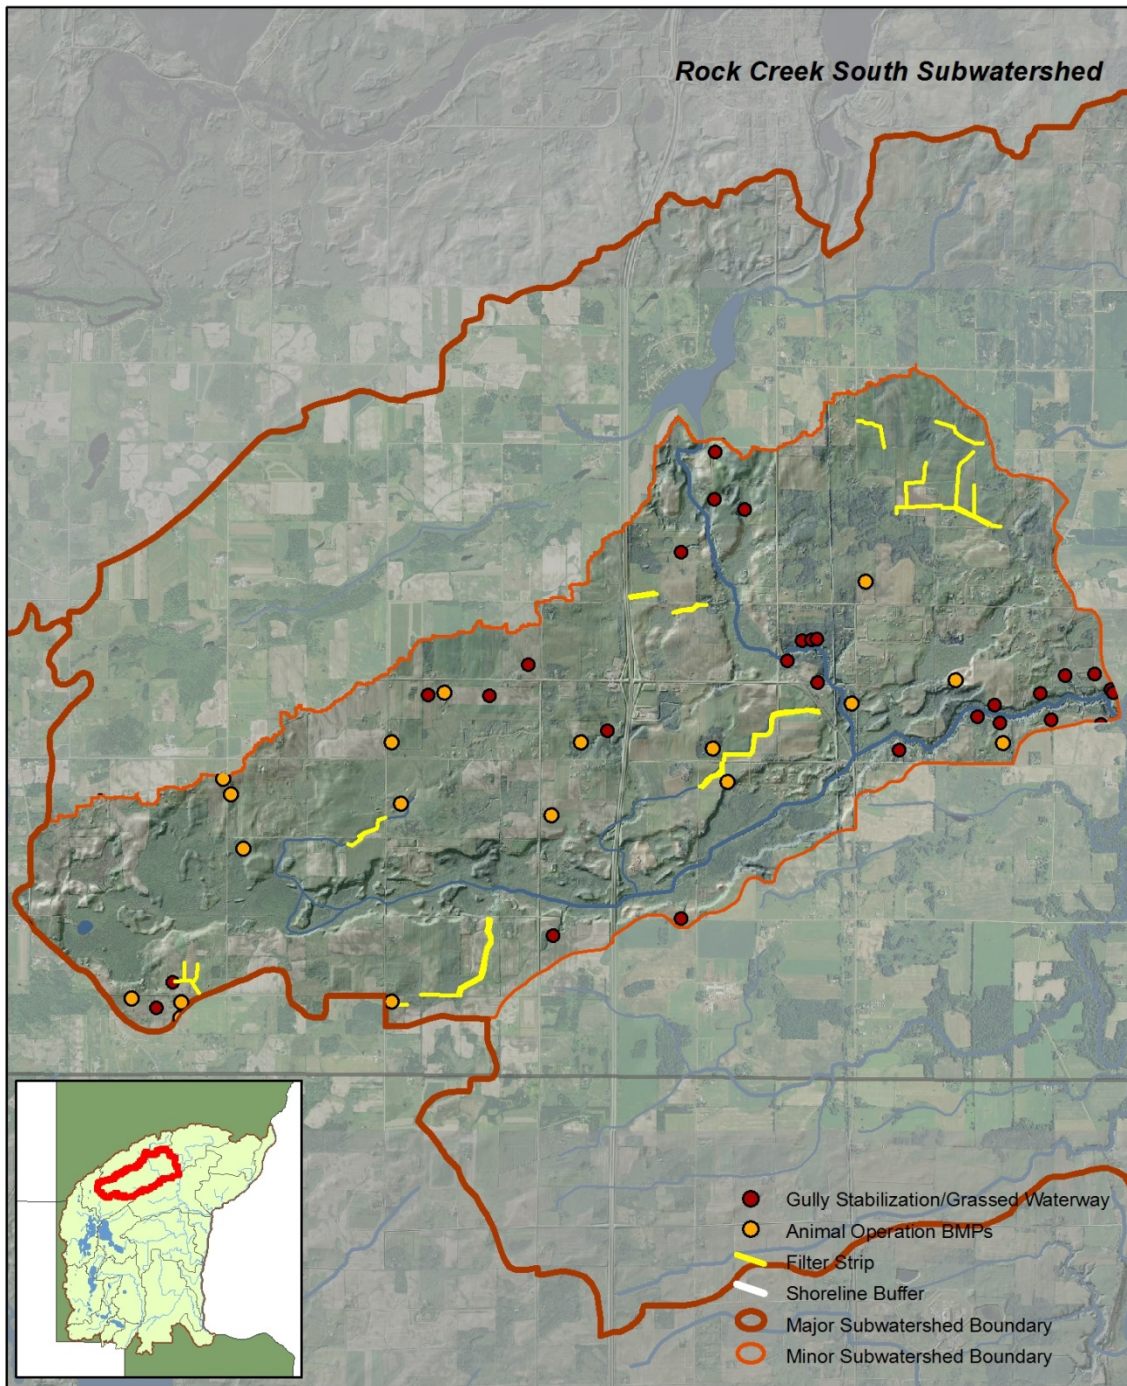 Rock Creek South Subwatershed
Gully Stabilization/Grassed Waterway
Animal Operation BMPs
Filter Strip
Shoreline Buffer
Major Subwatershed Boundary
Minor Subwatershed Boundary